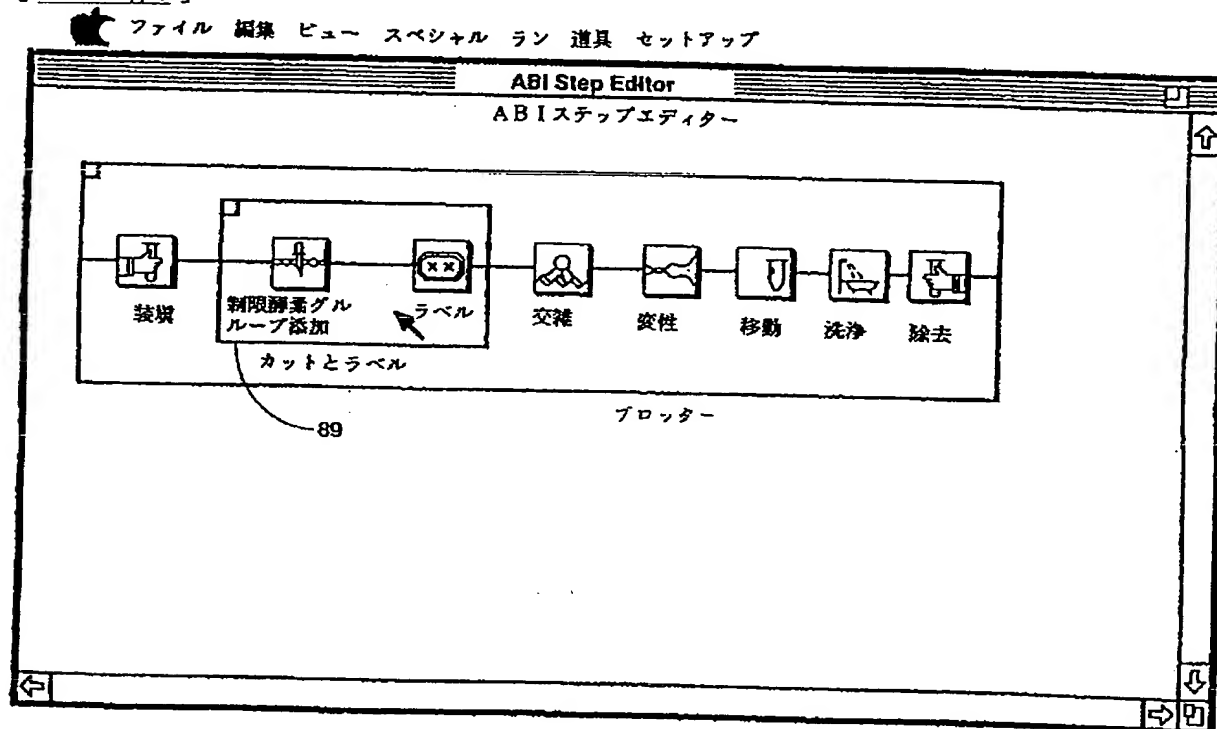 ファイル 編集 ビュー スペシャル ラン 道具 セットアップ
ABI Step Editor
ABIステップエディター
装填
制限酵素グル
ループ添加
ラベル
交雑
変性
移動
洗浄
除去
カットとラベル
ブロッター
89